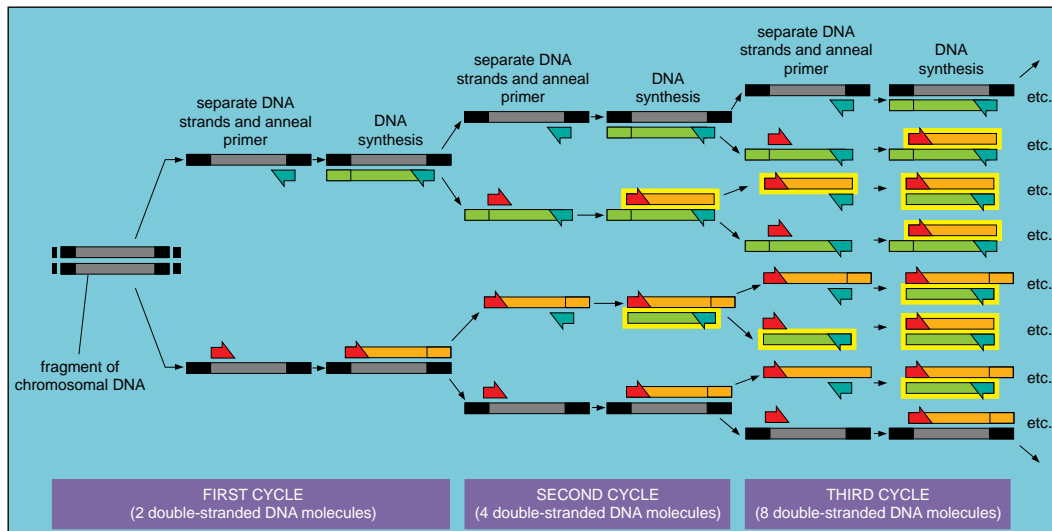 separate DNA
strands and anneal
primer
DNA
synthesis
separate DNA
strands and anneal
primer
DNA
synthesis
separate DNA
strands and anneal
primer
DNA
synthesis
etc.
etc.
etc.
etc.
etc.
etc.
etc.
etc.
fragment of
chromosomal DNA
FIRST CYCLE
(2 double-stranded DNA molecules)
SECOND CYCLE
(4 double-stranded DNA molecules)
THIRD CYCLE
(8 double-stranded DNA molecules)